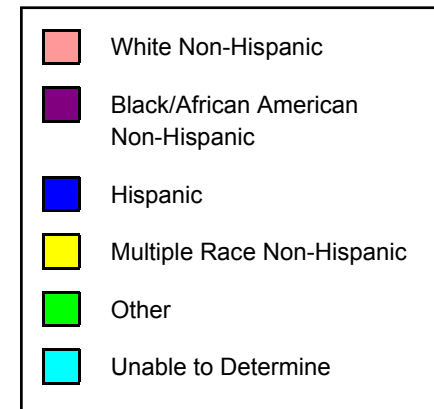 White Non-Hispanic
Black/African American
Non-Hispanic
Hispanic
Multiple Race Non-Hispanic
Other
Unable to Determine